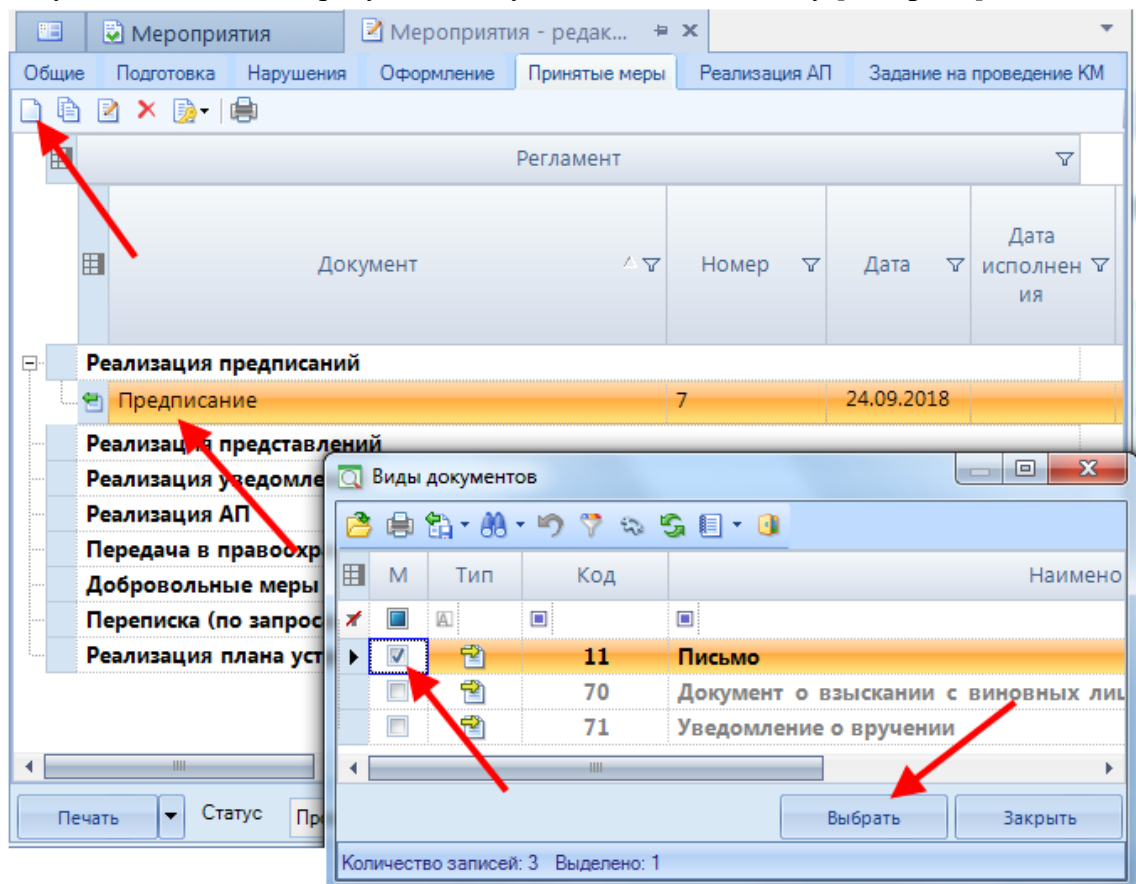 Мероприятия
Мероприятия - редак...
Общие Подготовка Нарушения Оформление Принятые меры Реализация АП Задание на проведение КМ
Регламент
Документ
Номер
Дата
Дата
исполнен
ия
Реализация предписаний
Предписание 7 24.09.2018
Реализация представлений
Реализация уведомле
Реализация АП
Передача в правоохр
Добровольные меры
Переписка (по запрос
Реализация плана уст
Печать Статус Пр
Виды документов
М Тип Код Наимено
11 Письмо
70 Документ о взыскании с виновных лиц
71 Уведомление о вручении
Выбрать Закрыть
Количество записей: 3 Выделено: 1